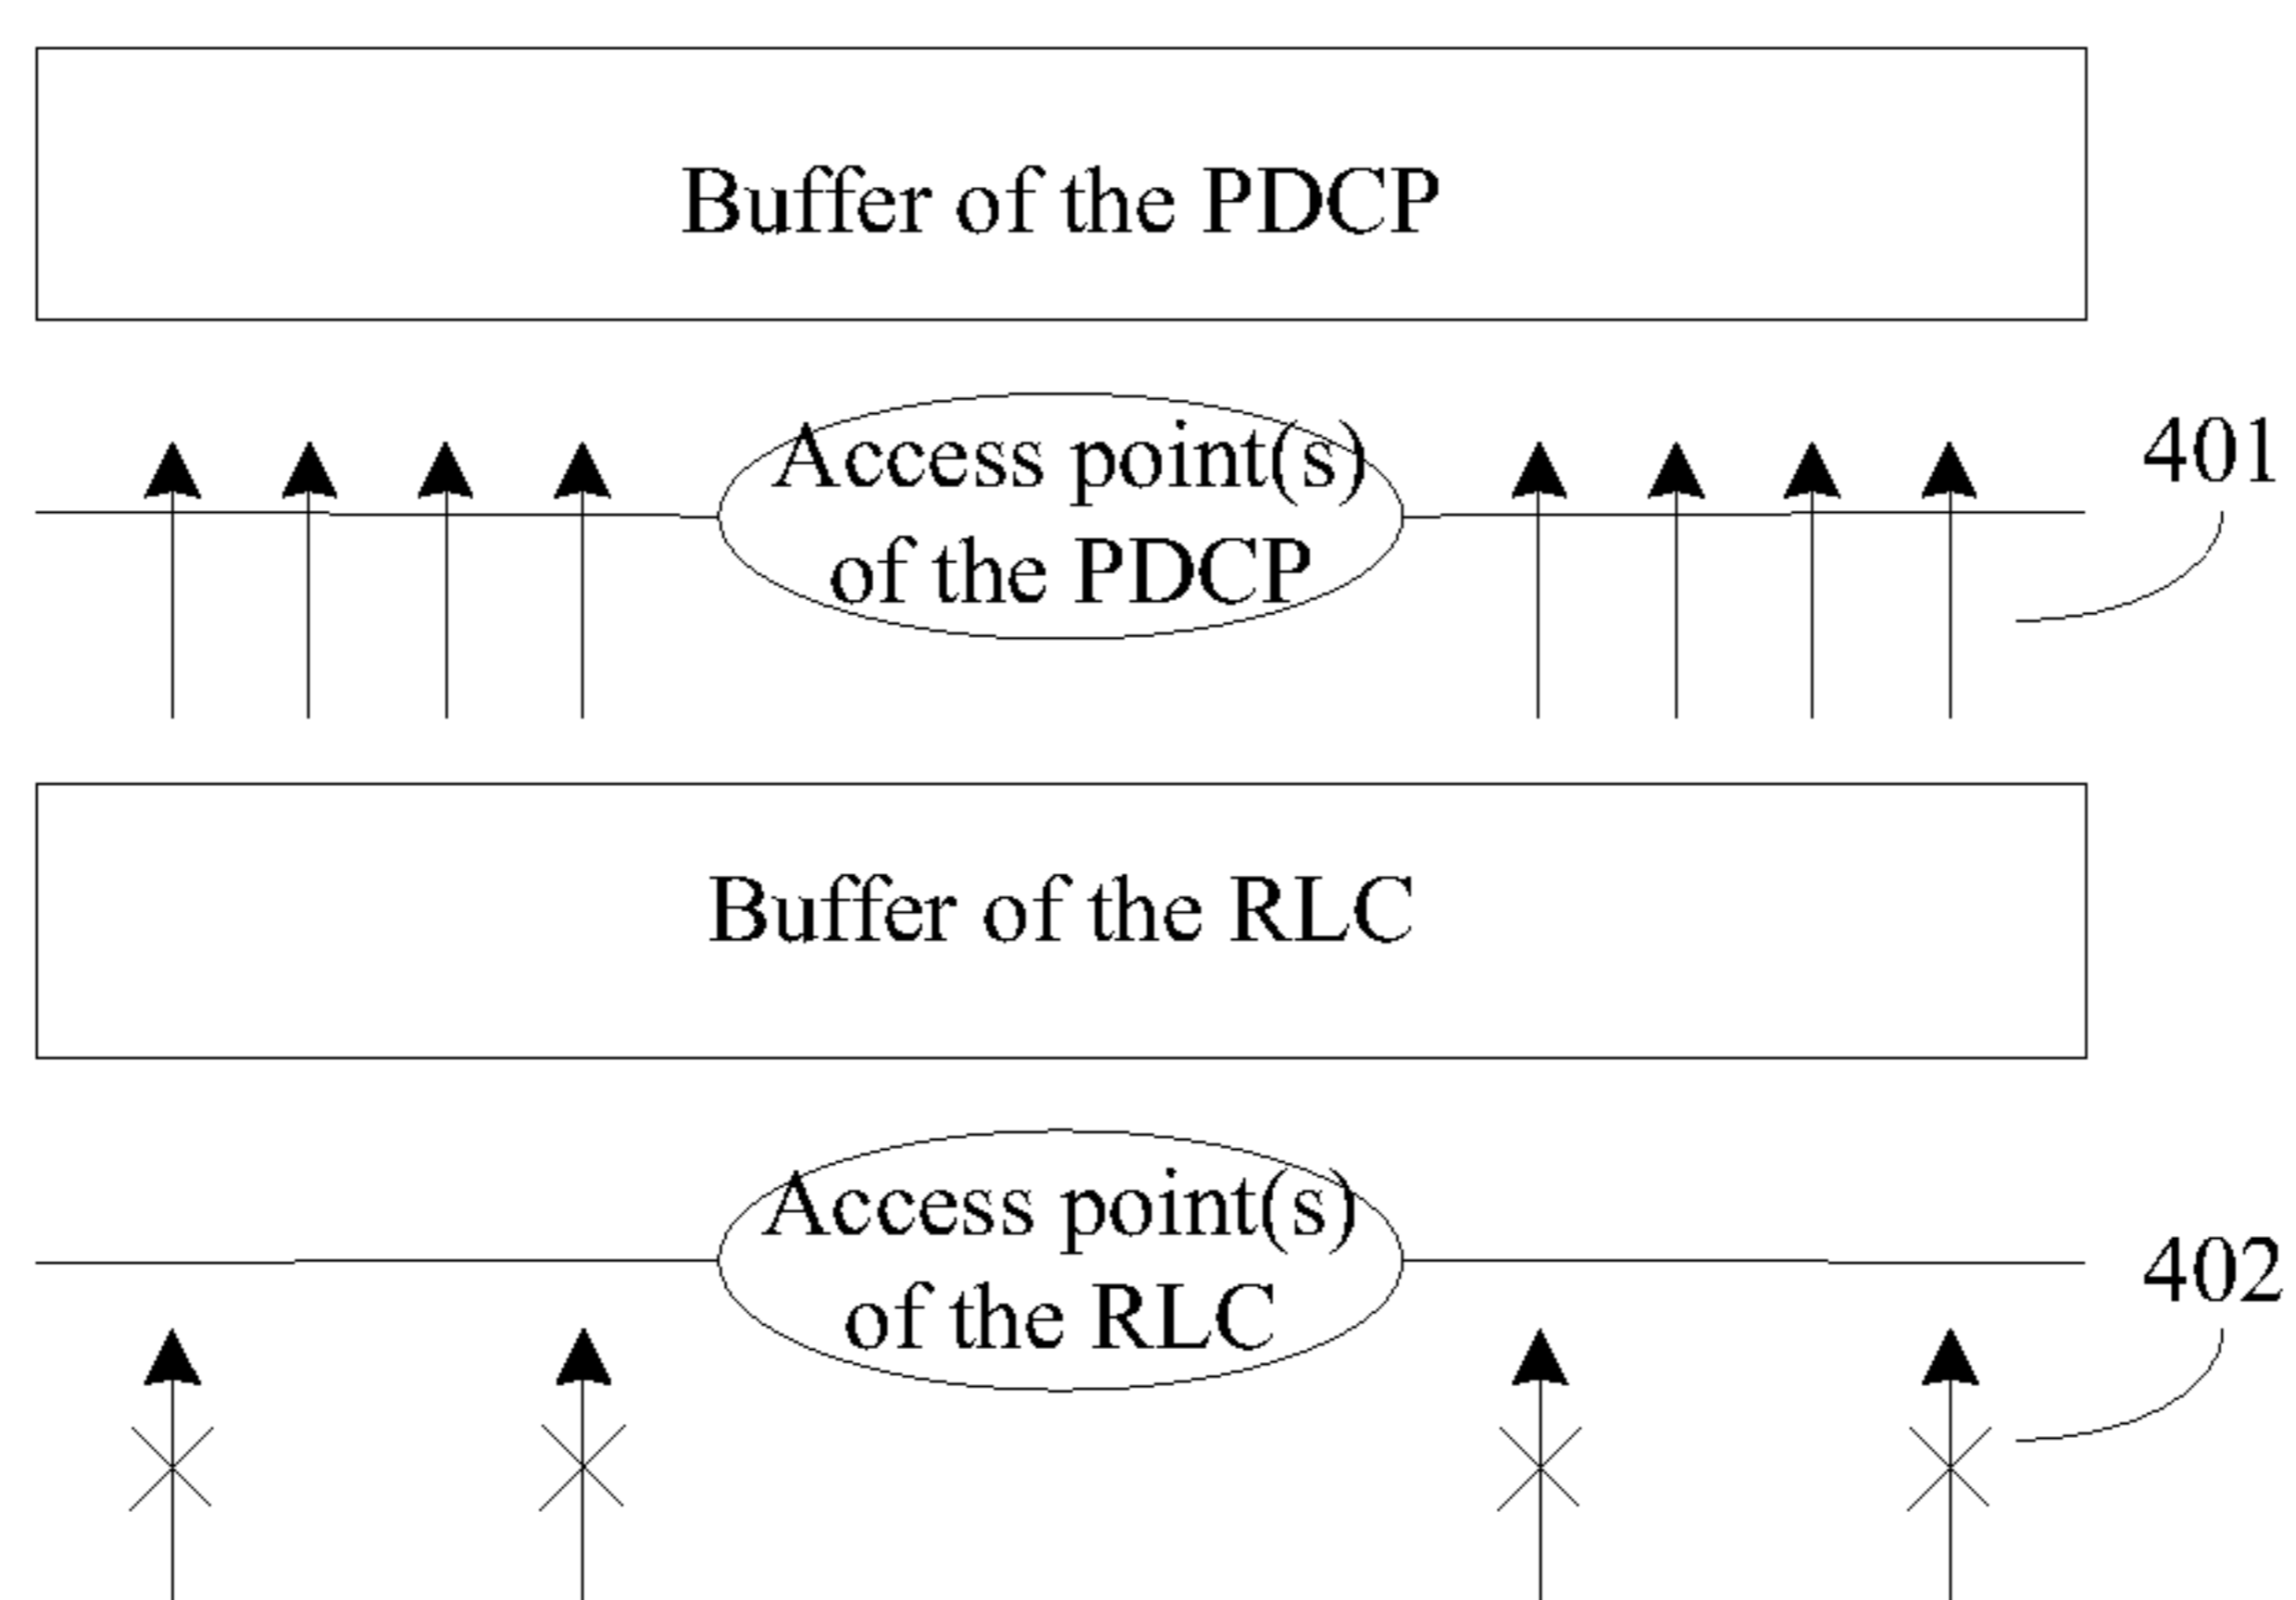 Buffer of the PDCP
Access point(s)
of the PDCP
401
Buffer of the RLC
Access point(s)
of the RLC
402